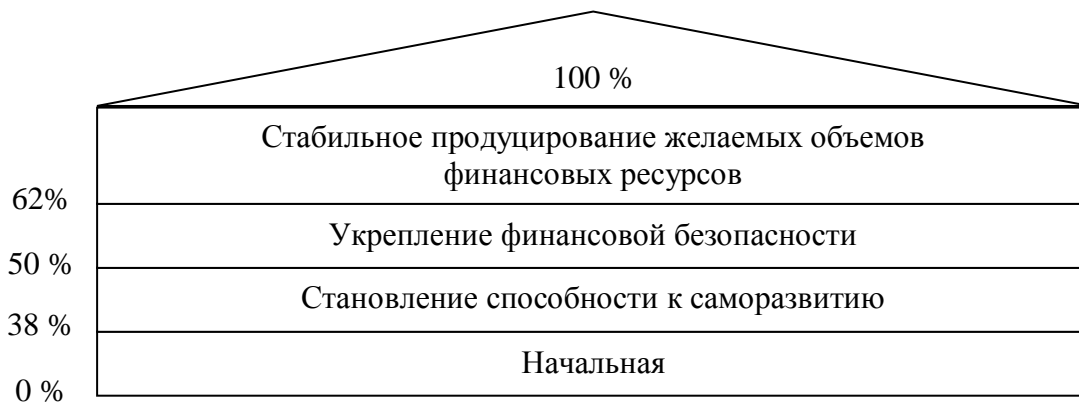 100 %
Стабильное продуцирование желаемых объемов
финансовых ресурсов
62%
Укрепление финансовой безопасности
50 %
Становление способности к саморазвитию
38 %
Начальная
0 %